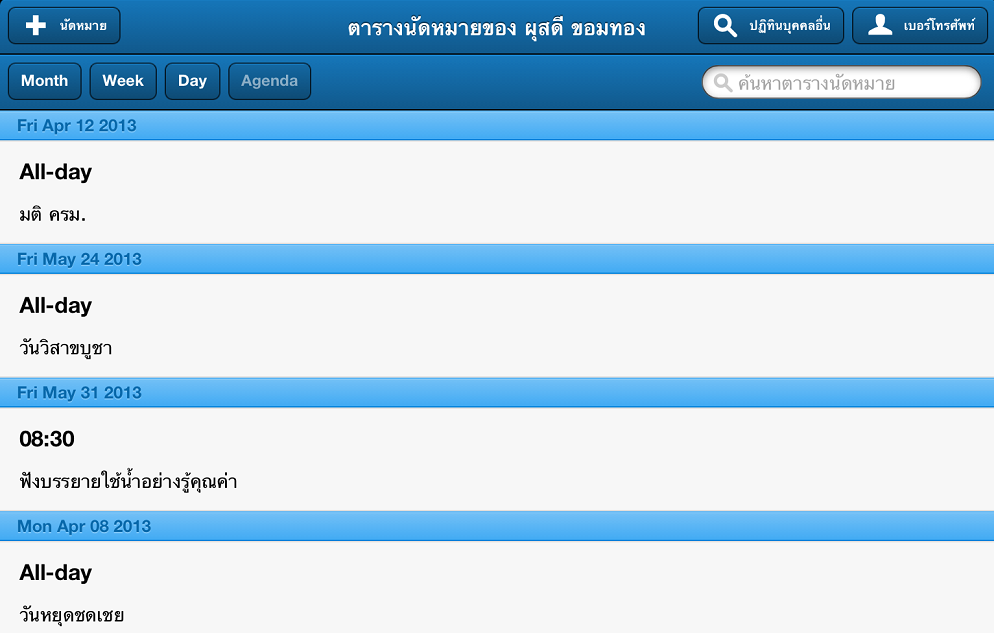 นัดหมาย
ตารางนัดหมายของ ผุสดี ขอมทอง
ปฏิทินบุคคลอื่น
เบอร์โทรศัพท์
Month
Week
Day
Agenda
ค้นหาตารางนัดหมาย
Fri Apr 12 2013
All-day
มติ ครม.
Fri May 24 2013
All-day
วันวิสาขบูชา
Fri May 31 2013
08:30
ฟังบรรยายใช้น้ำอย่างรู้คุณค่า
Mon Apr 08 2013
All-day
วันหยุดชดเชย